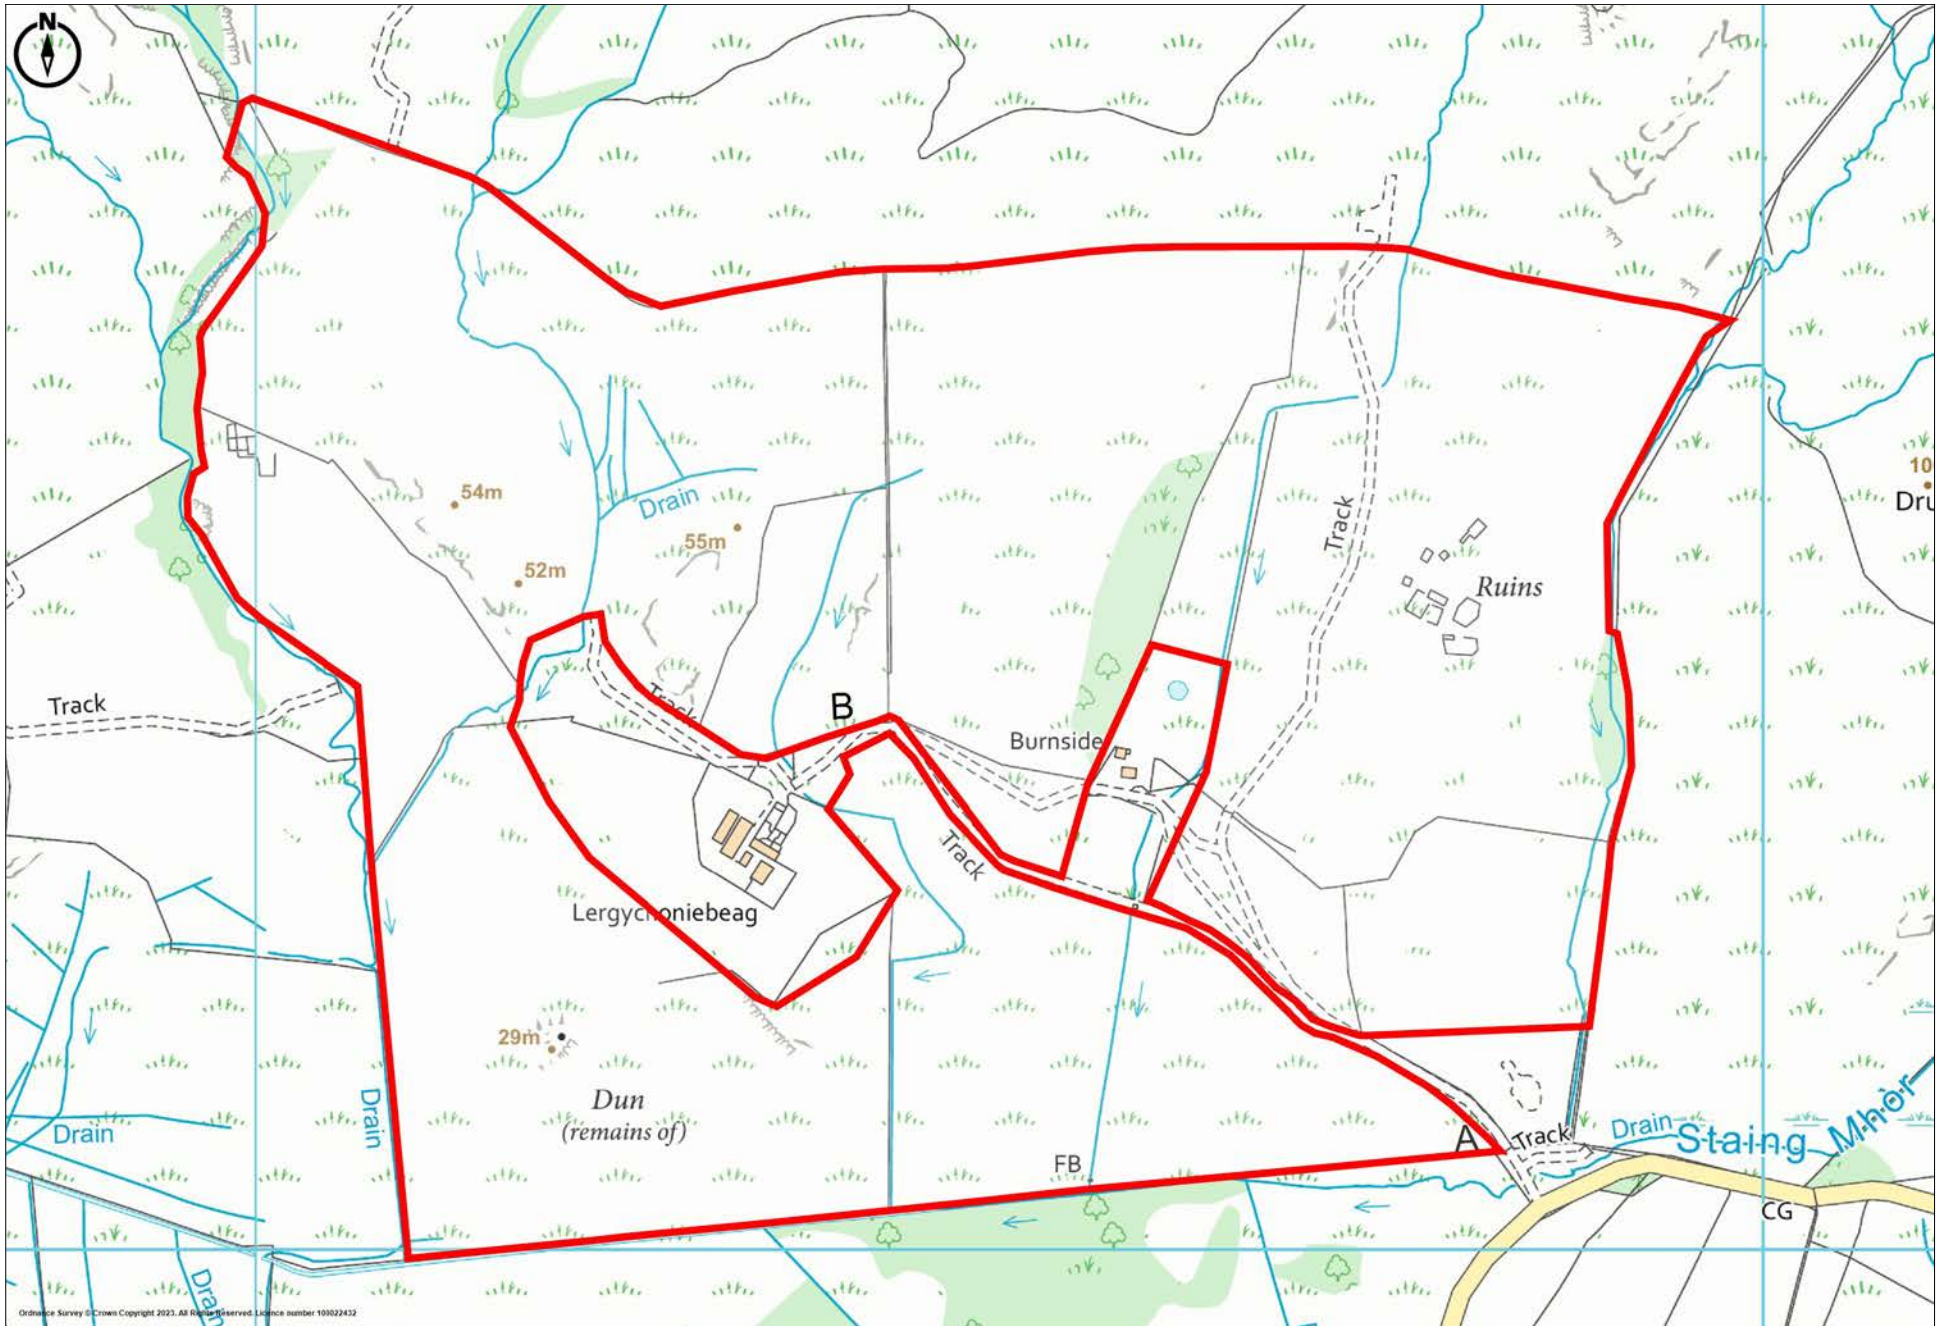 N
54m
Drain
10
Dru
55m
Track
52m
Ruins
Track
Track
B
Burnside
Track
Lergychoniebeag
29m
Dun
(remains of)
Drain
Drain
A
Track
Drain
Staing Mhòr
FB
CG
Drain
Ordnance Survey © Crown Copyright 2023. All Rights Reserved. Licence number 100022432